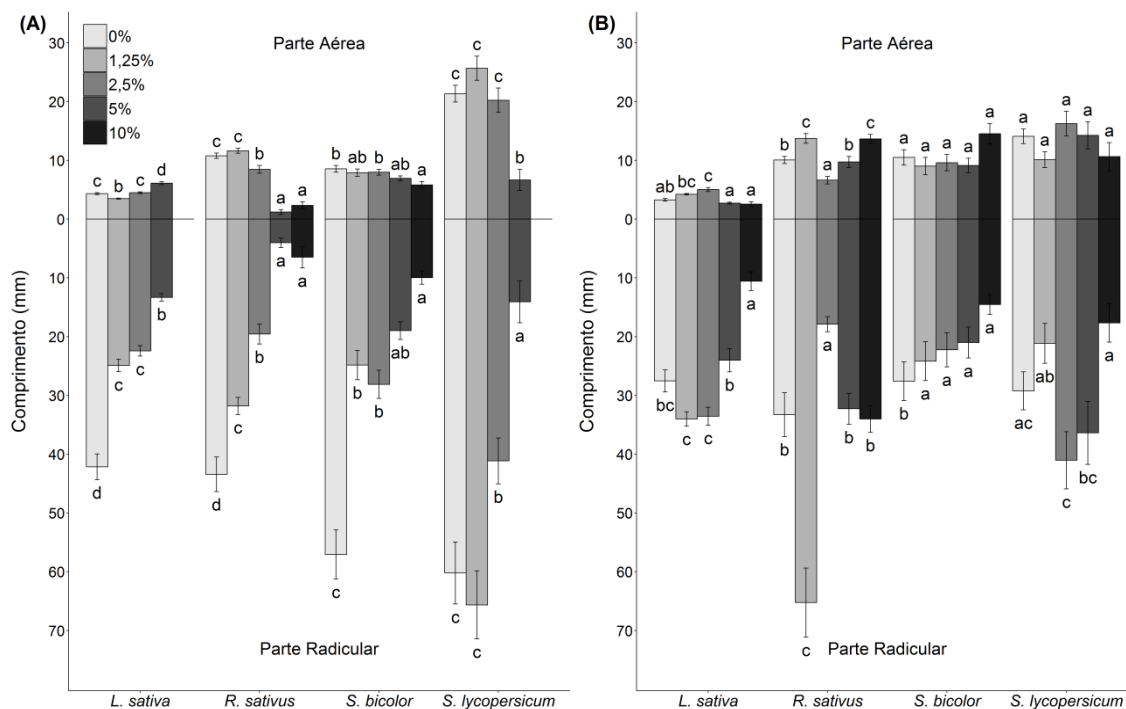 (A)
0%
1,25%
2,5%
5%
10%
Parte Aérea
Comprimento (mm)
30
20
10
0
10
20
30
40
50
60
70
c b c d
c c b a a
b ab b ab a
c c c b
d c c b
d c b a a
c b b ab a
c c b a
Parte Radicular
L. sativa R. sativus S. bicolor S. lycopersicum
(B)
Parte Aérea
Comprimento (mm)
30
20
10
0
10
20
30
40
50
60
70
ab bc c a a
b c a b c
a a a a a
a a a a a
bc c c b a
b c a b b
b a a a a
ac ab c bc a
Parte Radicular
L. sativa R. sativus S. bicolor S. lycopersicum